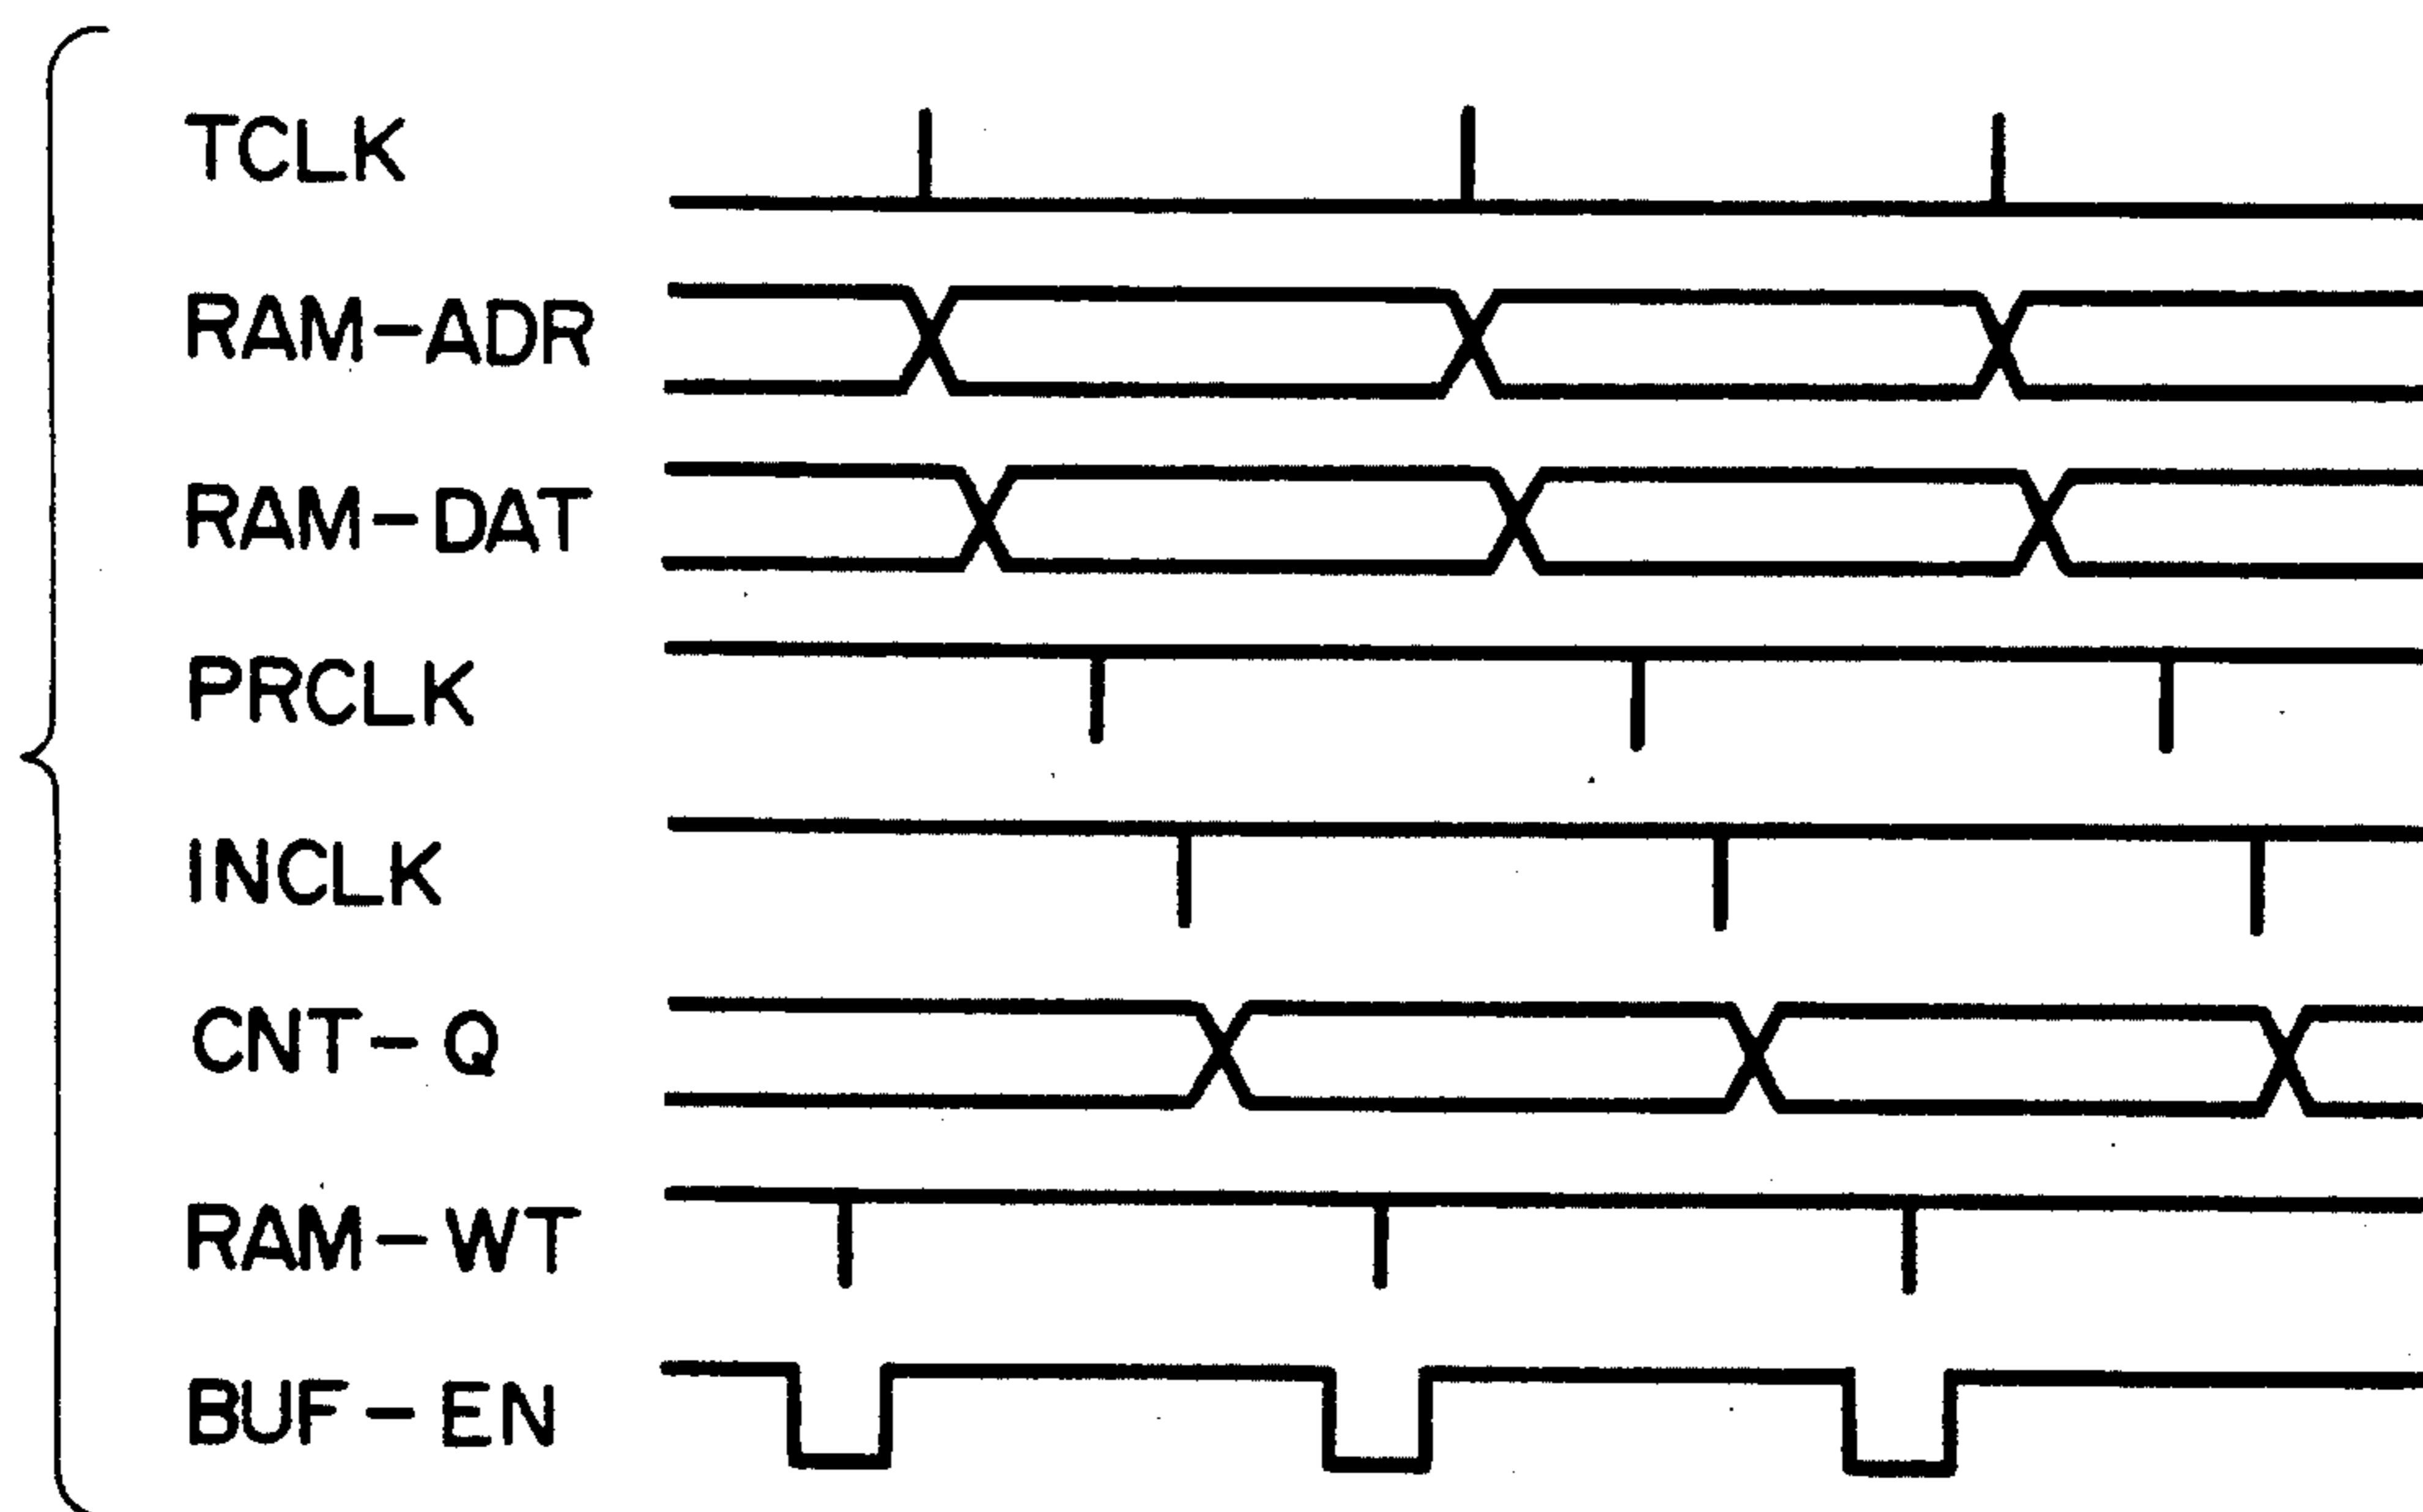 TCLK
RAM-ADR
RAM-DAT
PRCLK
INCLK
CNT-Q
RAM-WT
BUF-EN